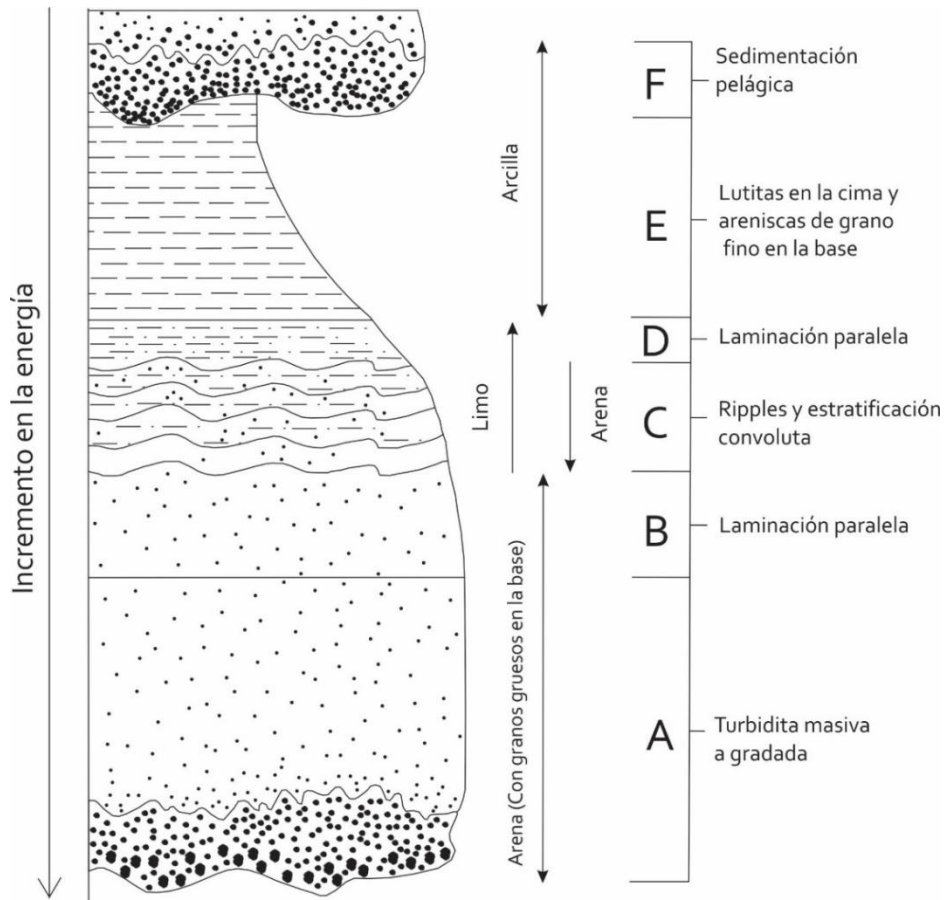 Incremento en la energía
Arcilla
Limo
Arena
Arena (Con granos gruesos en la base)
F
Sedimentación
pelágica
E
Lutitas en la cima y
areniscas de grano
fino en la base
D
Laminación paralela
C
Ripples y estratificación
convoluta
B
Laminación paralela
A
Turbidita masiva
a gradada